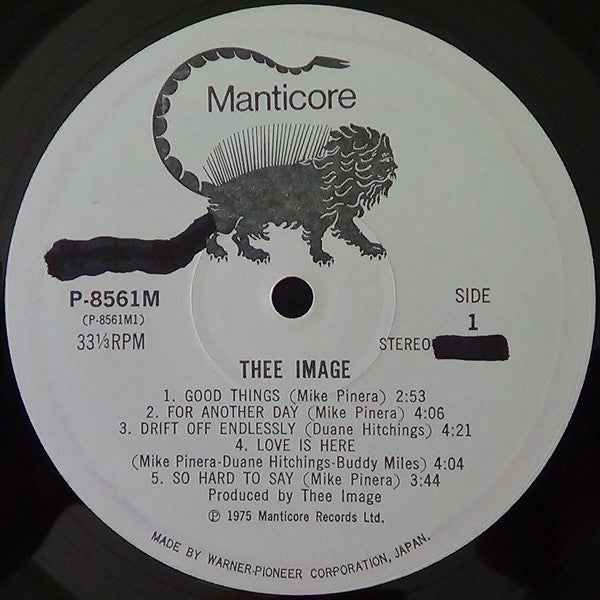 Manticore
P-8561M
(P-8561M1)
33⅓RPM
SIDE
1
STEREO
THEE IMAGE
1. GOOD THINGS (Mike Pinera) 2:53
2. FOR ANOTHER DAY (Mike Pinera) 4:06
3. DRIFT OFF ENDLESSLY (Duane Hitchings) 4:21
4. LOVE IS HERE
(Mike Pinera-Duane Hitchings-Buddy Miles) 4:04
5. SO HARD TO SAY (Mike Pinera) 3:44
Produced by Thee Image
℗ 1975 Manticore Records Ltd.
MADE BY WARNER-PIONEER CORPORATION, JAPAN.